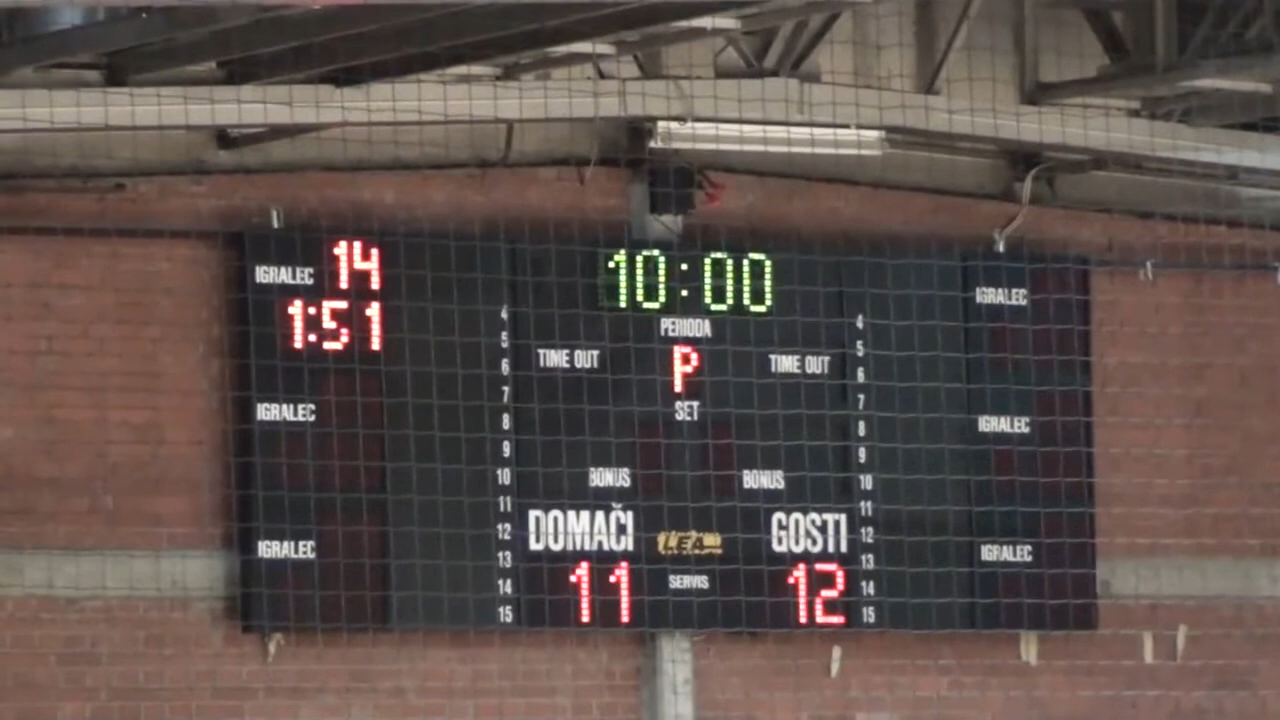 IGRALEC 14
1:51
IGRALEC
IGRALEC
10:00
PERIODA
P
TIME OUT
TIME OUT
SET
BONUS
BONUS
DOMAČI
LEA
GOSTI
11
SERVIS
12
4
5
6
7
8
9
10
11
12
13
14
15
4
5
6
7
8
9
10
11
12
13
14
15
IGRALEC
IGRALEC
IGRALEC